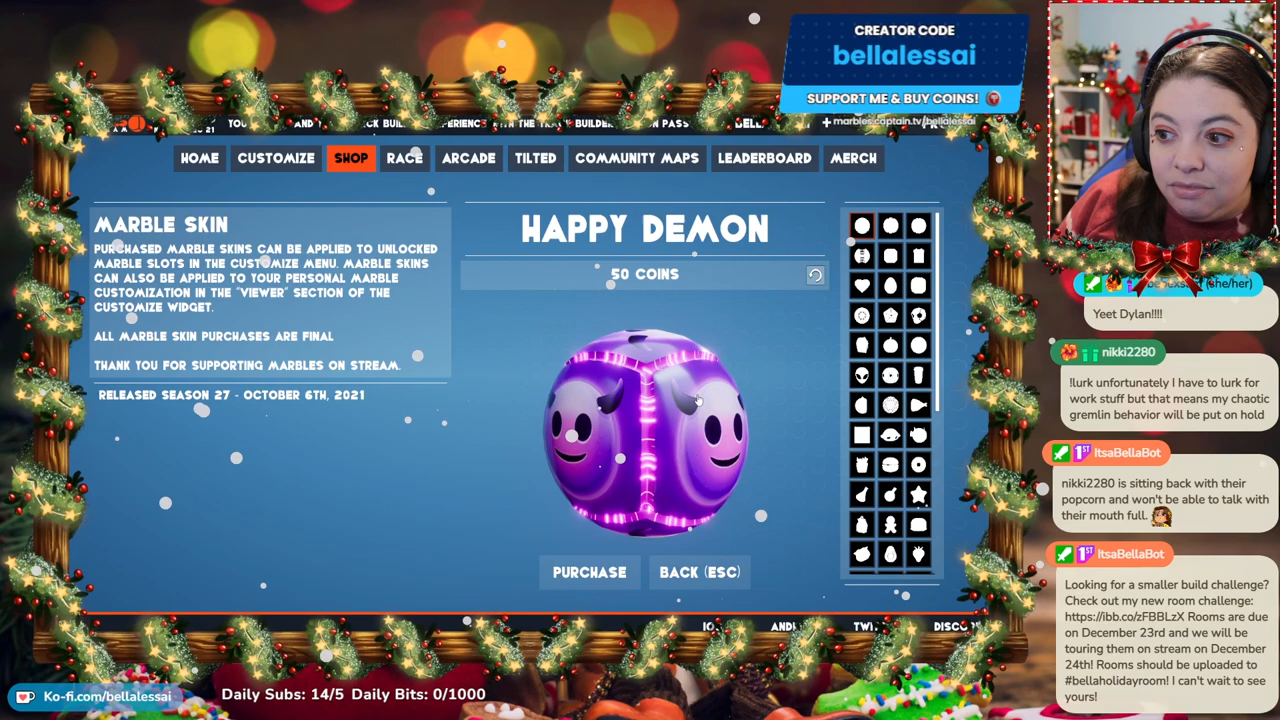 CREATOR CODE
bellalessai
SUPPORT ME & BUY COINS!
marbles.captain.tv/bellalessai
HOME CUSTOMIZE SHOP RACE ARCADE TILTED COMMUNITY MAPS LEADERBOARD MERCH
MARBLE SKIN
PURCHASED MARBLE SKINS CAN BE APPLIED TO UNLOCKED
MARBLE SLOTS IN THE CUSTOMIZE MENU. MARBLE SKINS
CAN ALSO BE APPLIED TO YOUR PERSONAL MARBLE
CUSTOMIZATION IN THE "VIEWER" SECTION OF THE
CUSTOMIZE WIDGET.
ALL MARBLE SKIN PURCHASES ARE FINAL
THANK YOU FOR SUPPORTING MARBLES ON STREAM.
RELEASED SEASON 27 - OCTOBER 6TH, 2021
HAPPY DEMON
50 COINS
PURCHASE
BACK (ESC)
(she/her)
Yeet Dylan!!!!
nikki2280
!lurk unfortunately I have to lurk for
work stuff but that means my chaotic
gremlin behavior will be put on hold
1ST ItsaBellaBot
nikki2280 is sitting back with their
popcorn and won't be able to talk with
their mouth full.
1ST ItsaBellaBot
Looking for a smaller build challenge?
Check out my new room challenge:
https://ibb.co/zFBBLzX Rooms are due
on December 23rd and we will be
touring them on stream on December
24th! Rooms should be uploaded to
#bellaholidayroom! I can't wait to see
yours!
Ko-fi.com/bellalessai
Daily Subs: 14/5 Daily Bits: 0/1000